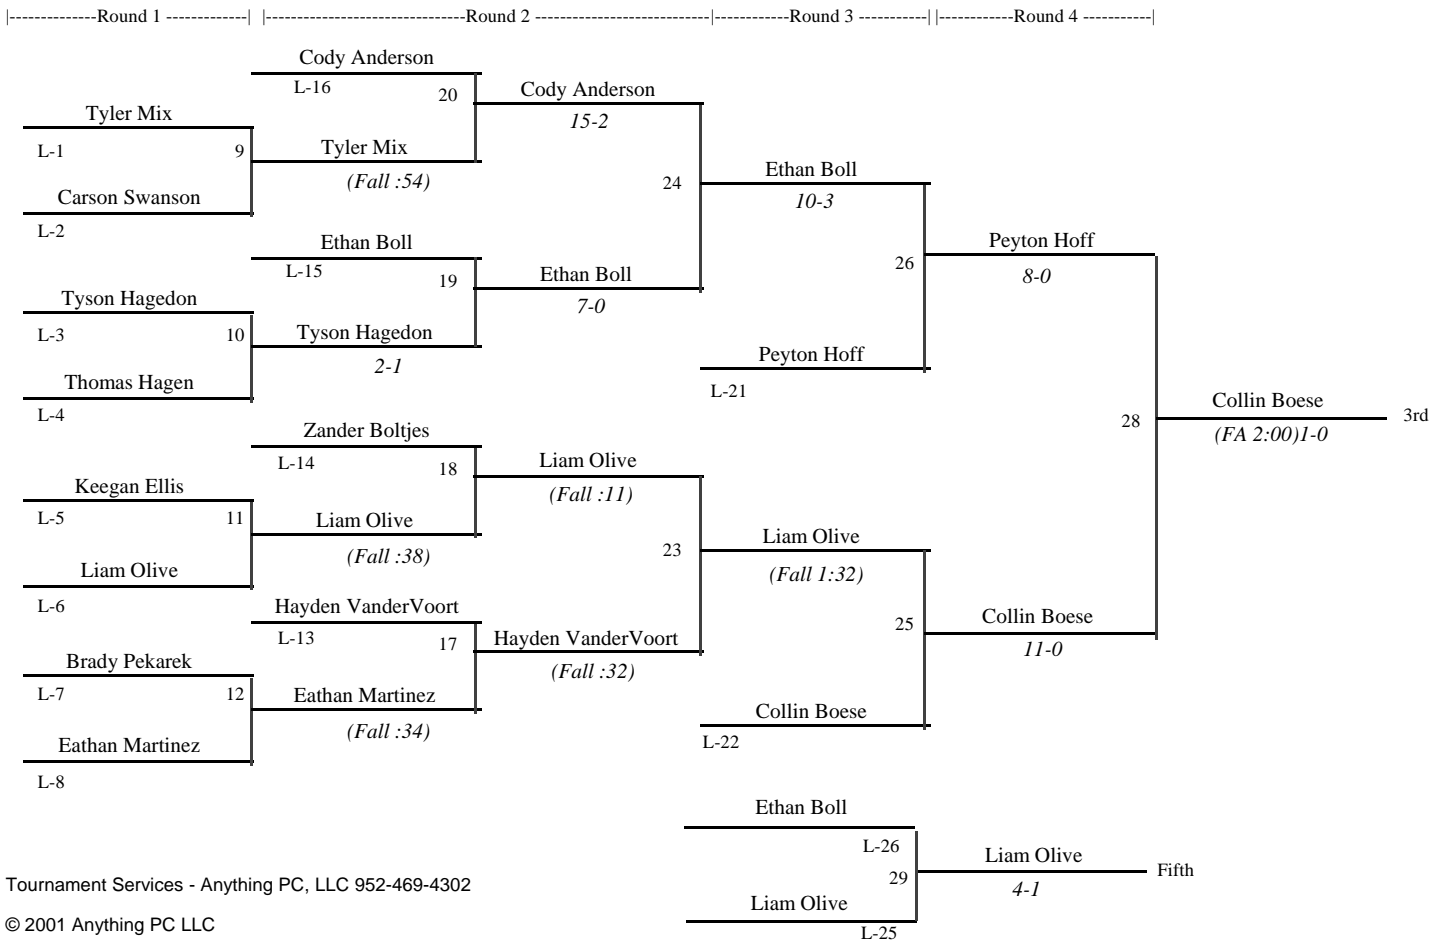 |--------------Round 1 -------------| |--------------------------------Round 2 --------------------------|------------Round 3 -----------| |------------Round 4 -----------|
Cody Anderson
L-16
20
Cody Anderson
15-2
Tyler Mix
L-1
9
Tyler Mix
(Fall :54)
Carson Swanson
L-2
24
Ethan Boll
10-3
Ethan Boll
L-15
19
Ethan Boll
7-0
Tyson Hagedon
L-3
10
Tyson Hagedon
2-1
Thomas Hagen
L-4
26
Peyton Hoff
8-0
Peyton Hoff
L-21
28
Collin Boese
(FA 2:00)1-0
3rd
Zander Boltjes
L-14
18
Liam Olive
(Fall :11)
Keegan Ellis
L-5
11
Liam Olive
(Fall :38)
Liam Olive
L-6
23
Liam Olive
(Fall 1:32)
Hayden VanderVoort
L-13
17
Hayden VanderVoort
(Fall :32)
25
Collin Boese
11-0
Brady Pekarek
L-7
12
Eathan Martinez
(Fall :34)
Eathan Martinez
L-8
Collin Boese
L-22
Ethan Boll
L-26
29
Liam Olive
4-1
Fifth
Liam Olive
L-25
Tournament Services - Anything PC, LLC 952-469-4302
© 2001 Anything PC LLC